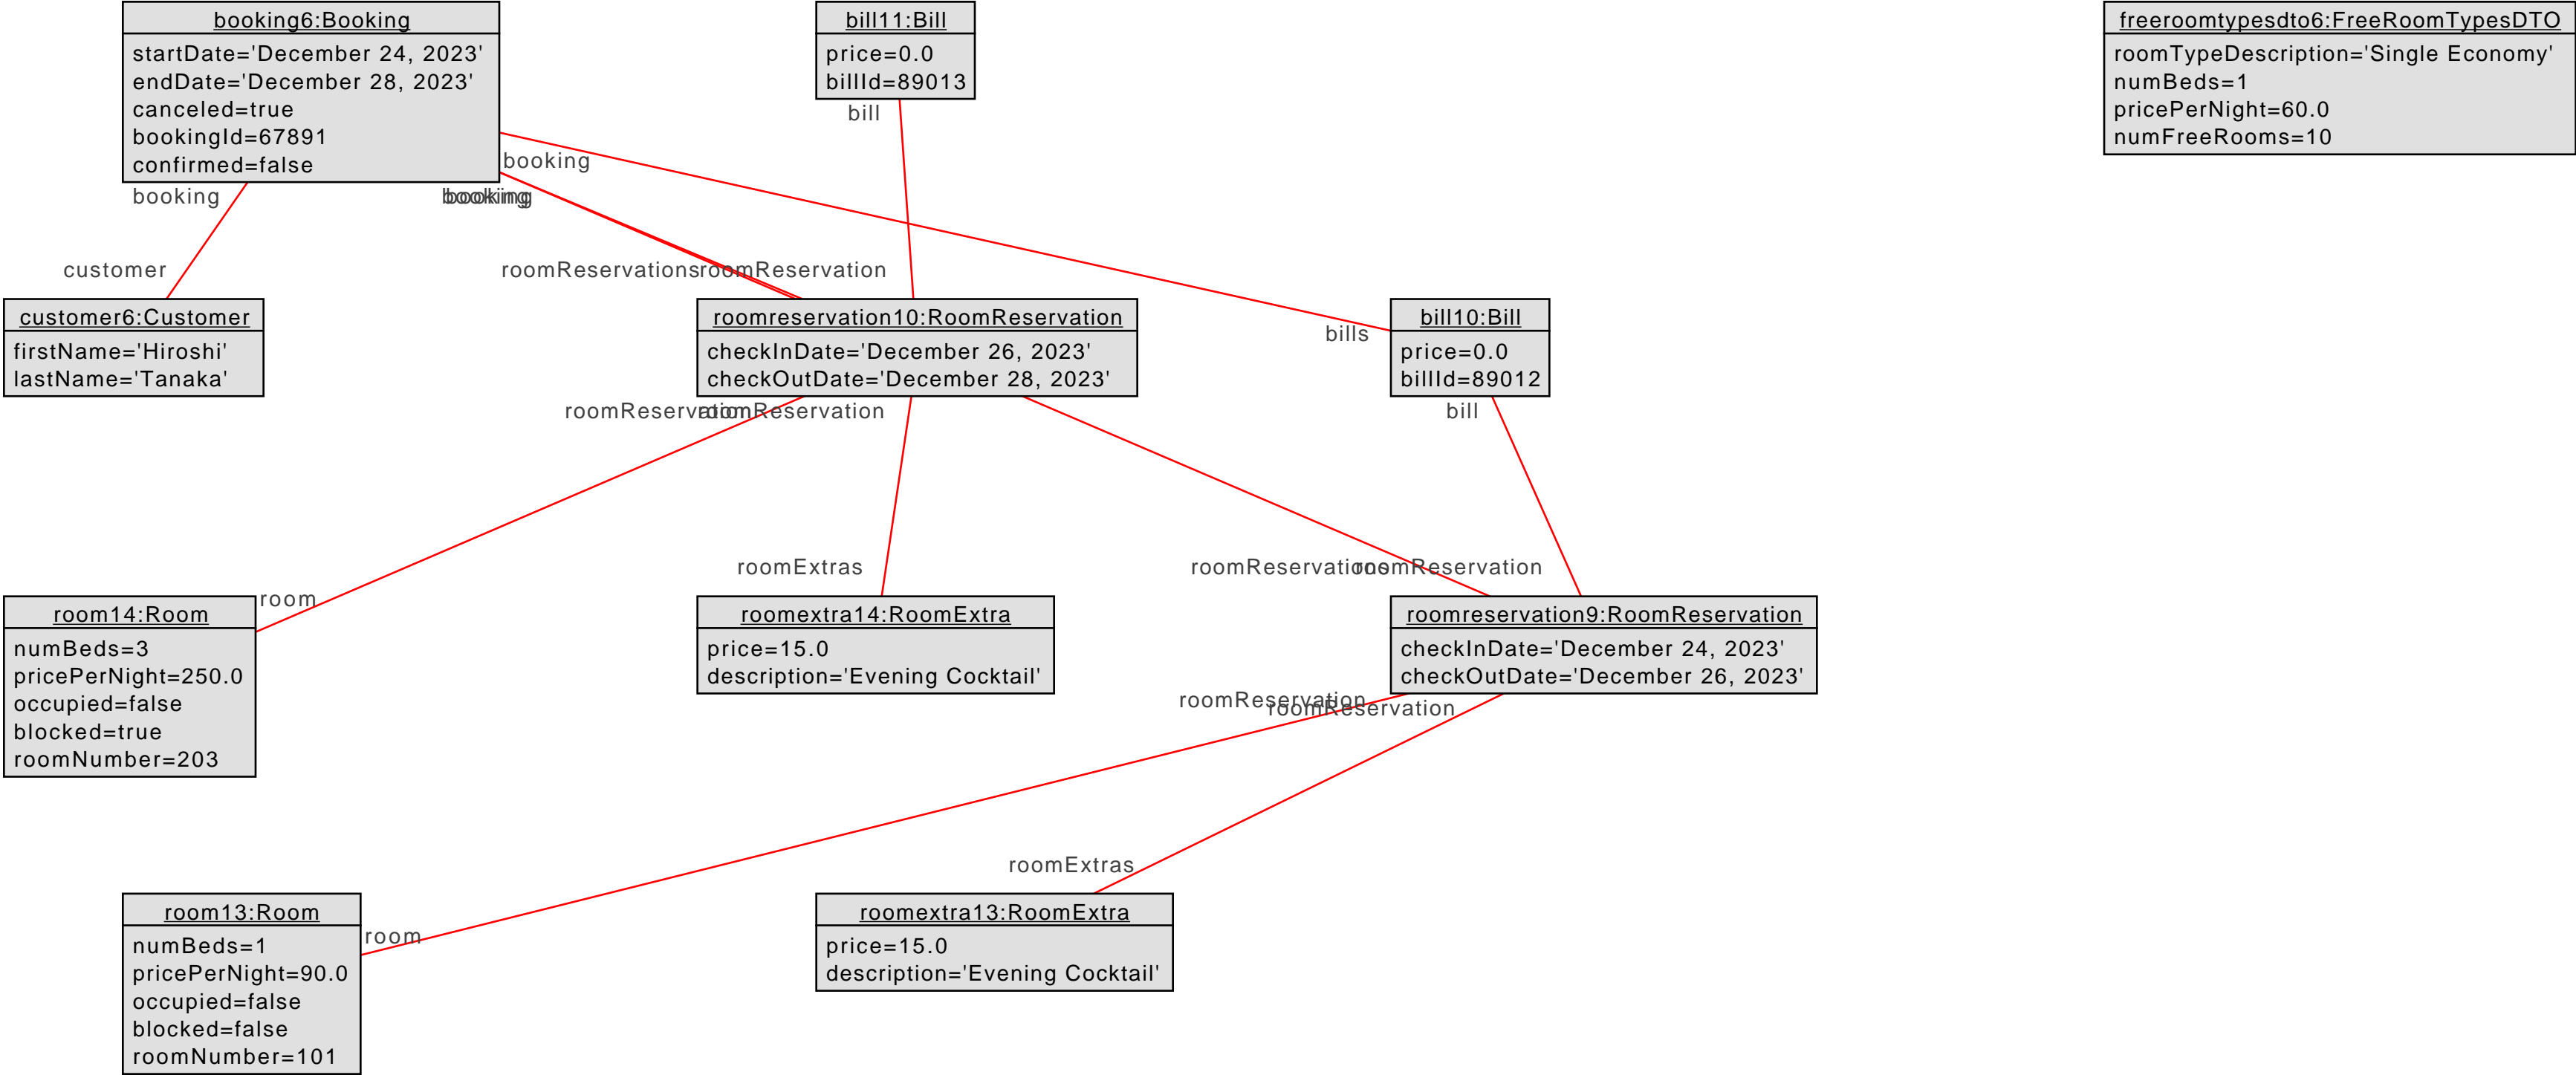 booking6:Booking
startDate='December 24, 2023'
endDate='December 28, 2023'
canceled=true
bookingId=67891
confirmed=false
bill11:Bill
price=0.0
billId=89013
freeroomtypesdto6:FreeRoomTypesDTO
roomTypeDescription='Single Economy'
numBeds=1
pricePerNight=60.0
numFreeRooms=10
bill
booking
booking
booking
booking
customer
roomReservations
roomReservation
customer6:Customer
firstName='Hiroshi'
lastName='Tanaka'
roomreservation10:RoomReservation
checkInDate='December 26, 2023'
checkOutDate='December 28, 2023'
bills
bill10:Bill
price=0.0
billId=89012
roomReservation
roomReservation
bill
roomExtras
roomReservations
roomReservation
room
room14:Room
numBeds=3
pricePerNight=250.0
occupied=false
blocked=true
roomNumber=203
roomextra14:RoomExtra
price=15.0
description='Evening Cocktail'
roomreservation9:RoomReservation
checkInDate='December 24, 2023'
checkOutDate='December 26, 2023'
roomReservation
roomReservation
roomExtras
room
room13:Room
numBeds=1
pricePerNight=90.0
occupied=false
blocked=false
roomNumber=101
roomextra13:RoomExtra
price=15.0
description='Evening Cocktail'